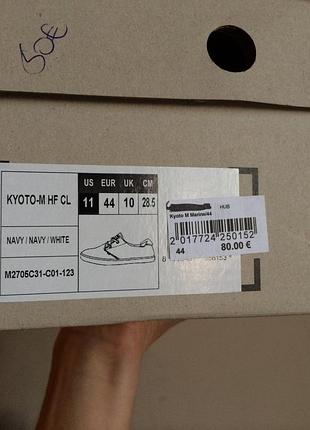 50€
US EUR UK CM
KYOTO-M HF CL
11 44 10 28.5
NAVY / NAVY / WHITE
M2705C31-C01-123
HUB
Kyoto M Marine/44
2 017724 250152
44 80.00 €
8